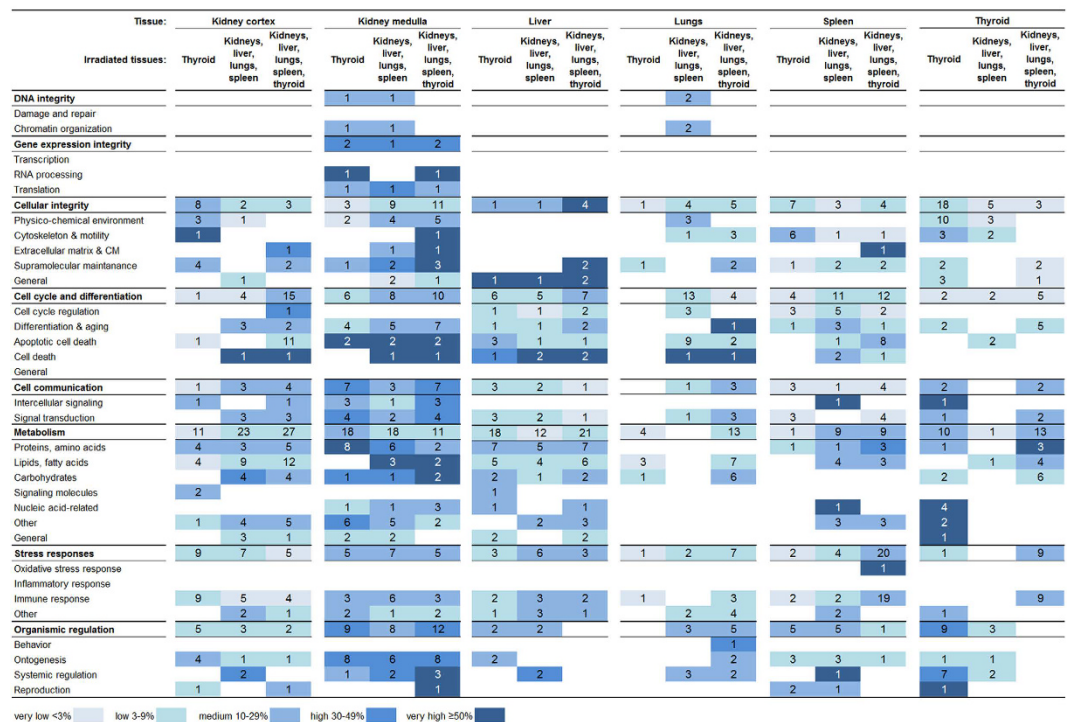 Tissue: Kidney cortex Kidney medulla Liver Lungs Spleen Thyroid
Irradiated tissues: Thyroid Kidneys, liver, lungs, spleen Kidneys, liver, lungs, spleen, thyroid Thyroid Kidneys, liver, lungs, spleen Kidneys, liver, lungs, spleen, thyroid Thyroid Kidneys, liver, lungs, spleen Kidneys, liver, lungs, spleen, thyroid Thyroid Kidneys, liver, lungs, spleen Kidneys, liver, lungs, spleen, thyroid Thyroid Kidneys, liver, lungs, spleen Kidneys, liver, lungs, spleen, thyroid Thyroid Kidneys, liver, lungs, spleen Kidneys, liver, lungs, spleen, thyroid
DNA integrity 1 1 2
Damage and repair
Chromatin organization 1 1 2
Gene expression integrity 2 1 2
Transcription
RNA processing 1 1
Translation 1 1 1
Cellular integrity 8 2 3 3 9 11 1 1 4 1 4 5 7 3 4 18 5 3
Physico-chemical environment 3 1 2 4 5 3 10 3
Cytoskeleton & motility 1 1 1 3 6 1 1 3 2
Extracellular matrix & CM 1 1 1 1
Supramolecular maintanance 4 2 1 2 3 2 1 2 1 2 2 2 2
General 1 2 1 1 1 2 3 1
Cell cycle and differentiation 1 4 15 6 8 10 6 5 7 13 4 4 11 12 2 2 5
Cell cycle regulation 1 1 1 2 3 3 5 2
Differentiation & aging 3 2 4 5 7 1 1 2 1 1 3 1 2 5
Apoptotic cell death 1 11 2 2 2 3 1 1 9 2 1 8 2
Cell death 1 1 1 1 1 2 2 1 1 2 1
General
Cell communication 1 3 4 7 3 7 3 2 1 1 3 3 1 4 2 2
Intercellular signaling 1 1 3 1 3 1 1
Signal transduction 3 3 4 2 4 3 2 1 1 3 3 4 1 2
Metabolism 11 23 27 18 18 11 18 12 21 4 13 1 9 9 10 1 13
Proteins, amino acids 4 3 5 8 6 2 7 5 7 1 1 3 1 3
Lipids, fatty acids 4 9 12 3 2 5 4 6 3 7 4 3 1 4
Carbohydrates 4 4 1 1 2 2 1 2 1 6 2 6
Signaling molecules 2 1
Nucleic acid-related 1 1 3 1 1 1 4
Other 1 4 5 6 5 2 2 3 3 3 2
General 3 1 2 2 2 2 1
Stress responses 9 7 5 5 7 5 3 6 3 1 2 7 2 4 20 1 9
Oxidative stress response 1
Inflammatory response
Immune response 9 5 4 3 6 3 2 3 2 1 3 2 2 19 9
Other 2 1 2 1 2 1 3 1 2 4 2 1
Organismic regulation 5 3 2 9 8 12 2 2 3 5 5 5 1 9 3
Behavior 1
Ontogenesis 4 1 1 8 6 8 2 2 3 3 1 1 1
Systemic regulation 2 1 2 3 2 3 2 1 7 2
Reproduction 1 1 1 2 1 1
very low <3% low 3-9% medium 10-29% high 30-49% very high ≥50%